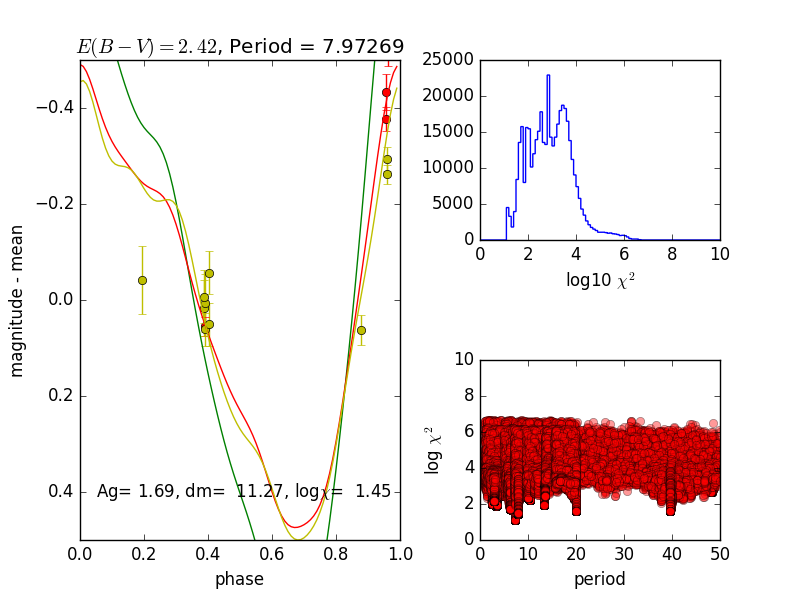 E(B − V) = 2.42, Period = 7.97269
magnitude - mean
−0.4
−0.2
0.0
0.2
0.4
Ag= 1.69, dm= 11.27, logχ= 1.45
0.0 0.2 0.4 0.6 0.8 1.0
phase
25000
20000
15000
10000
5000
0
0 2 4 6 8 10
log10 χ²
log χ²
10
8
6
4
2
0
0 10 20 30 40 50
period